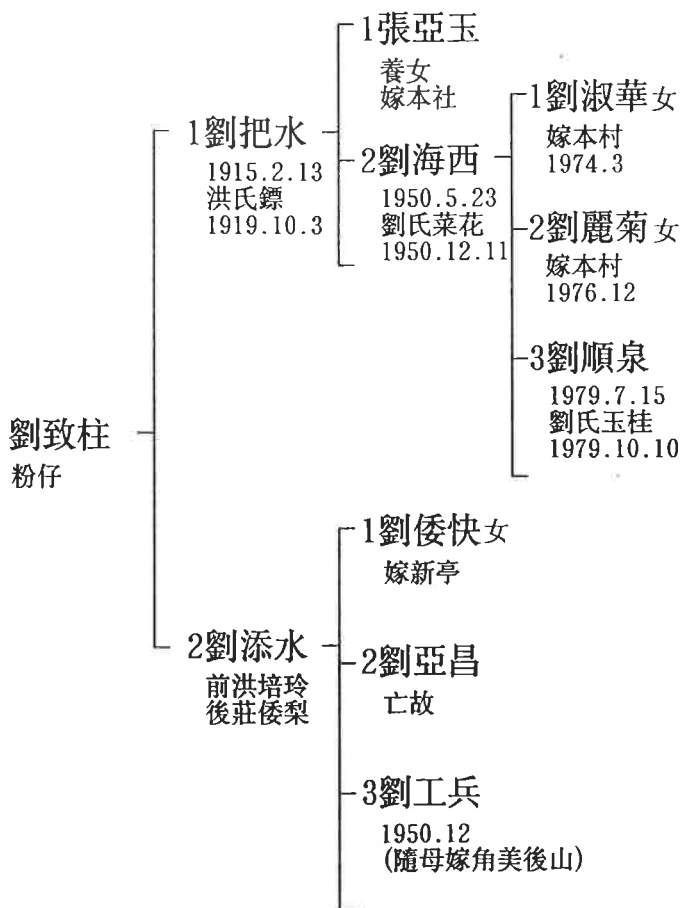 劉致柱
粉仔
1劉把水
1915.2.13
洪氏鏢
1919.10.3
1張亞玉
養女
嫁本社
2劉海西
1950.5.23
劉氏菜花
1950.12.11
1劉淑華女
嫁本村
1974.3
2劉麗菊女
嫁本村
1976.12
3劉順泉
1979.7.15
劉氏玉桂
1979.10.10
2劉添水
前洪培玲
後莊倭梨
1劉倭快女
嫁新亭
2劉亞昌
亡故
3劉工兵
1950.12
(隨母嫁角美後山)